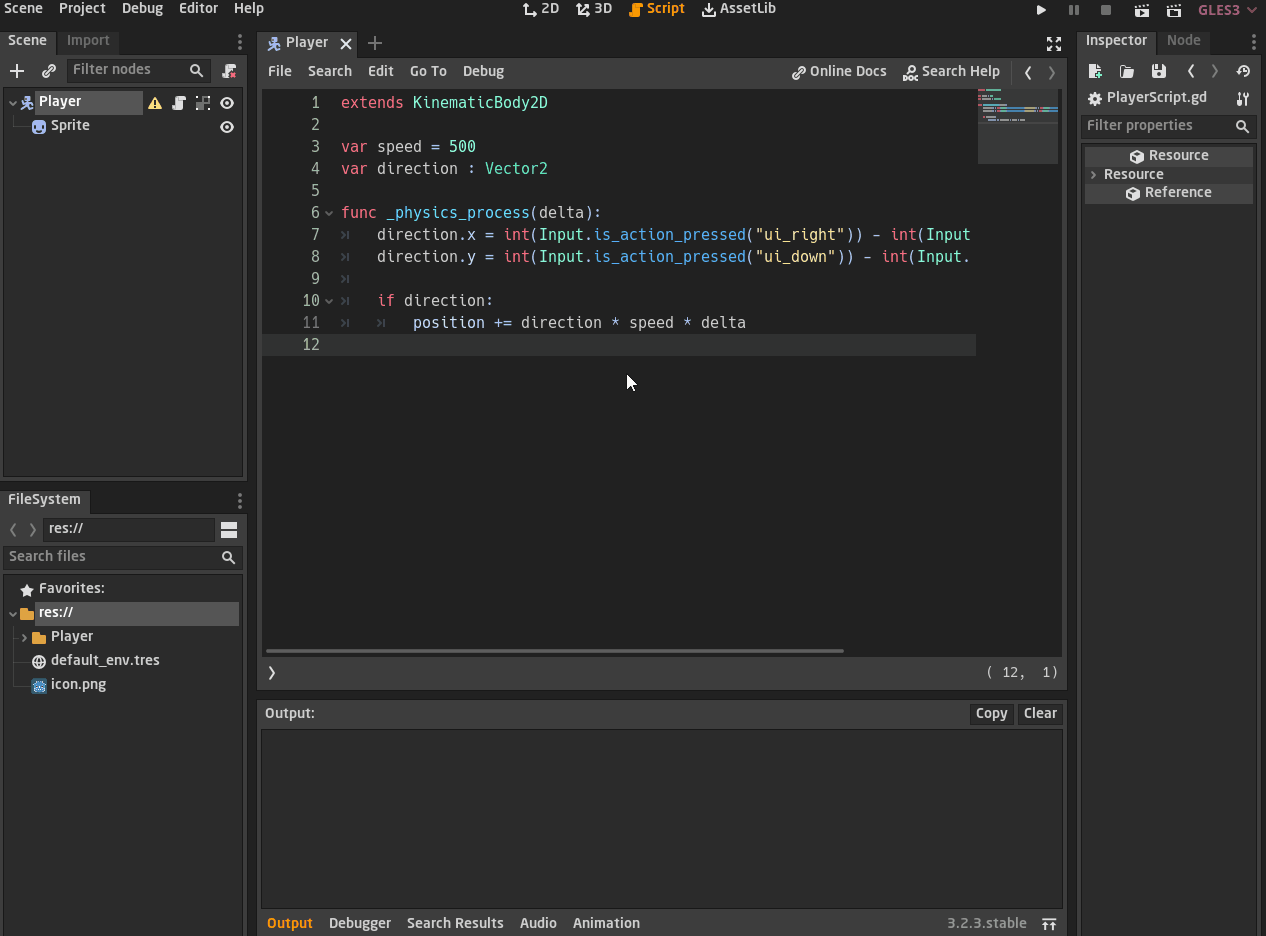 Scene Project Debug Editor Help
2D 3D Script AssetLib
GLES3
Scene Import
Filter nodes
Player
Sprite
FileSystem
res://
Search files
Favorites:
res://
Player
default_env.tres
icon.png
Player
File Search Edit Go To Debug
Online Docs Search Help
1 extends KinematicBody2D
2
3 var speed = 500
4 var direction : Vector2
5
6 func _physics_process(delta):
7 direction.x = int(Input.is_action_pressed("ui_right")) - int(Input
8 direction.y = int(Input.is_action_pressed("ui_down")) - int(Input.
9
10 if direction:
11 position += direction * speed * delta
12
( 12, 1)
Output:
Copy Clear
Output Debugger Search Results Audio Animation
3.2.3.stable
Inspector Node
PlayerScript.gd
Filter properties
Resource
Resource
Reference